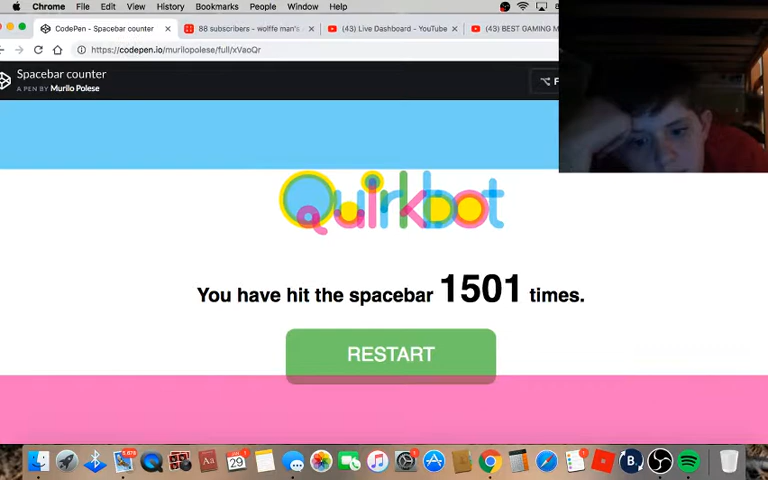 Chrome File Edit View History Bookmarks People Window Help
CodePen - Spacebar counter 88 subscribers - wolffe man's (43) Live Dashboard - YouTube (43) BEST GAMING M
https://codepen.io/murilopolese/full/xVaoQr
Spacebar counter
A PEN BY Murilo Polese
F
Quirkbot
You have hit the spacebar 1501 times.
RESTART
29